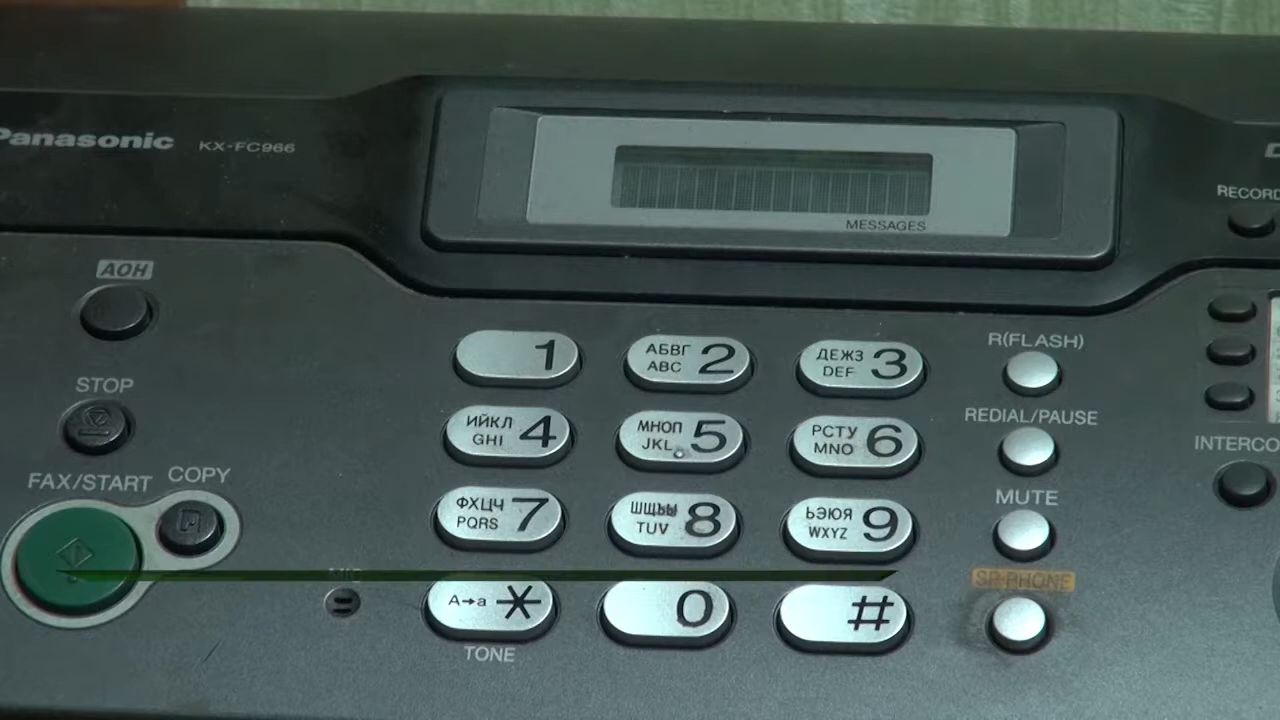 Panasonic KX-FC966
MESSAGES
RECORD
АОН
STOP
FAX/START
COPY
MIC
1
АБВГ ABC 2
ДЕЖЗ DEF 3
R(FLASH)
ИЙКЛ GHI 4
МНОП JKL 5
РСТУ MNO 6
REDIAL/PAUSE
INTERCO
ФХЦЧ PQRS 7
ШЩЪЫ TUV 8
ЬЭЮЯ WXYZ 9
MUTE
A→a *
0
#
SP-PHONE
TONE